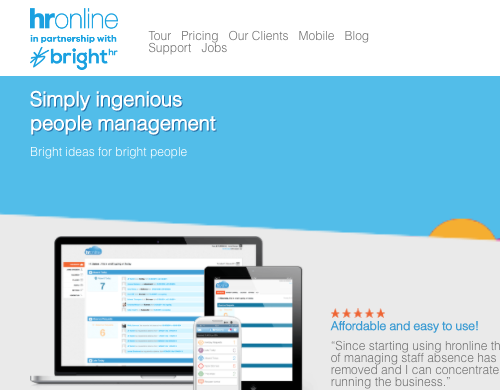 hronline
in partnership with
bright hr
Tour Pricing Our Clients Mobile Blog
Support Jobs
Simply ingenious
people management
Bright ideas for bright people
7
6
Affordable and easy to use!
“Since starting using hronline th
of managing staff absence has
removed and I can concentrate
running the business.”